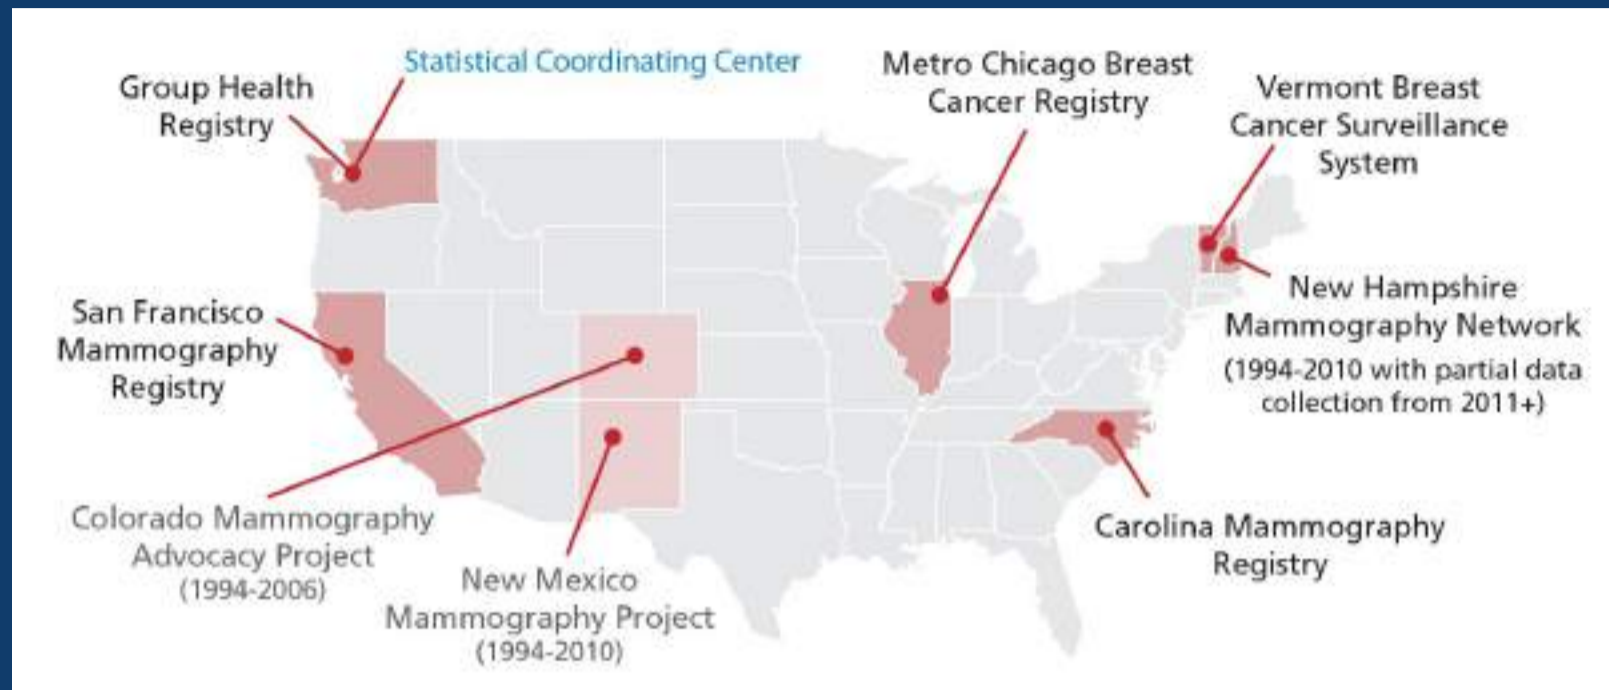 Statistical Coordinating Center
Group Health
Registry
Metro Chicago Breast
Cancer Registry
Vermont Breast
Cancer Surveillance
System
San Francisco
Mammography
Registry
New Hampshire
Mammography Network
(1994-2010 with partial data
collection from 2011+)
Colorado Mammography
Advocacy Project
(1994-2006)
New Mexico
Mammography Project
(1994-2010)
Carolina Mammography
Registry